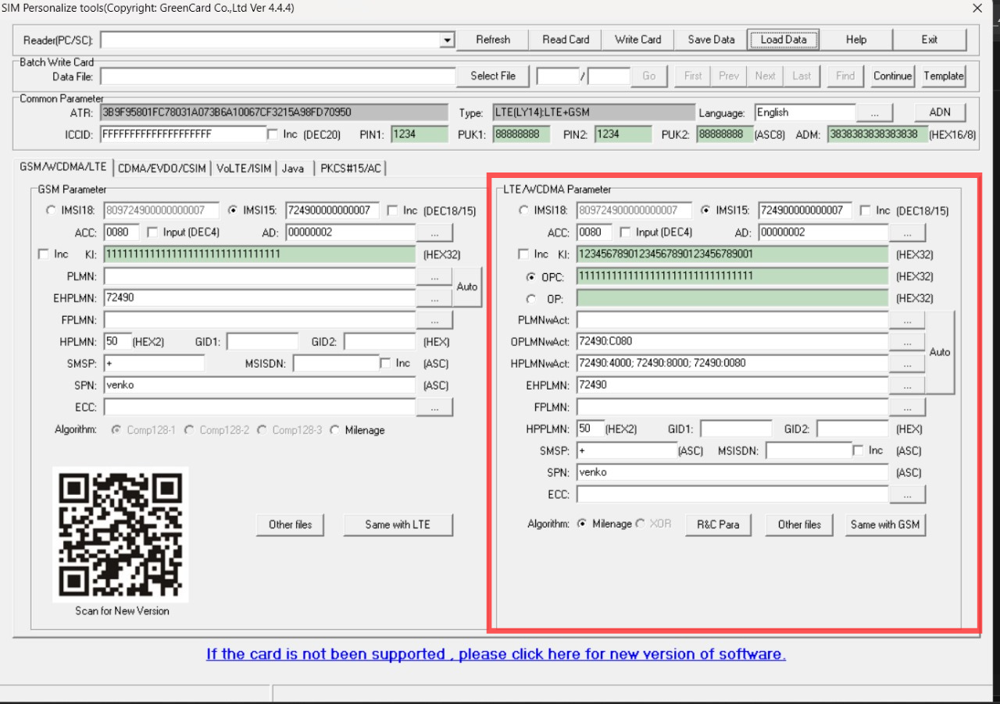 SIM Personalize tools(Copyright: GreenCard Co.,Ltd Ver 4.4.4)
Reader(PC/SC): Refresh Read Card Write Card Save Data Load Data Help Exit
Batch Write Card
Data File: Select File / Go First Prev Next Last Find Continue Template
Common Parameter
ATR: 3B9F95801FC78031A073B6A10067CF3215A98FD70950 Type: LTE(LY14):LTE+GSM Language: English ... ADN
ICCID: FFFFFFFFFFFFFFFFFFFF Inc (DEC20) PIN1: 1234 PUK1: 88888888 PIN2: 1234 PUK2: 88888888 (ASC8) ADM: 3838383838383838 (HEX16/8)
GSM/WCDMA/LTE CDMA/EVDO/CSIM VoLTE/ISIM Java PKCS#15/AC
GSM Parameter
IMSI18: 809724900000000007 IMSI15: 724900000000007 Inc (DEC18/15)
ACC: 0080 Input (DEC4) AD: 00000002 ...
Inc KI: 11111111111111111111111111111111 (HEX32)
PLMN: ...
Auto
EHPLMN: 72490 ...
FPLMN: ...
HPLMN: 50 (HEX2) GID1: GID2: (HEX)
SMSP: + MSISDN: Inc (ASC)
SPN: venko (ASC)
ECC: ...
Algorithm: Comp128-1 Comp128-2 Comp128-3 Milenage
Other files Same with LTE
Scan for New Version
LTE/WCDMA Parameter
IMSI18: 809724900000000007 IMSI15: 724900000000007 Inc (DEC18/15)
ACC: 0080 Input (DEC4) AD: 00000002 ...
Inc KI: 12345678901234567890123456789001 (HEX32)
OPC: 11111111111111111111111111111111 (HEX32)
OP: (HEX32)
PLMNwAct: ...
OPLMNwAct: 72490:C080 ...
Auto
HPLMNwAct: 72490:4000; 72490:8000; 72490:0080 ...
EHPLMN: 72490 ...
FPLMN: ...
HPPLMN: 50 (HEX2) GID1: GID2: (HEX)
SMSP: + (ASC) MSISDN: Inc (ASC)
SPN: venko (ASC)
ECC: ...
Algorithm: Milenage XOR R&C Para Other files Same with GSM
If the card is not been supported , please click here for new version of software.